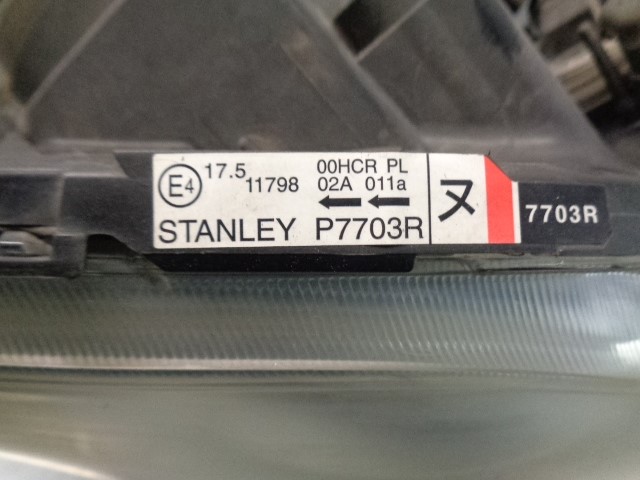 E4 17.5 11798
00HCR PL
02A 011a
← ←
STANLEY P7703R
ヌ
7703R